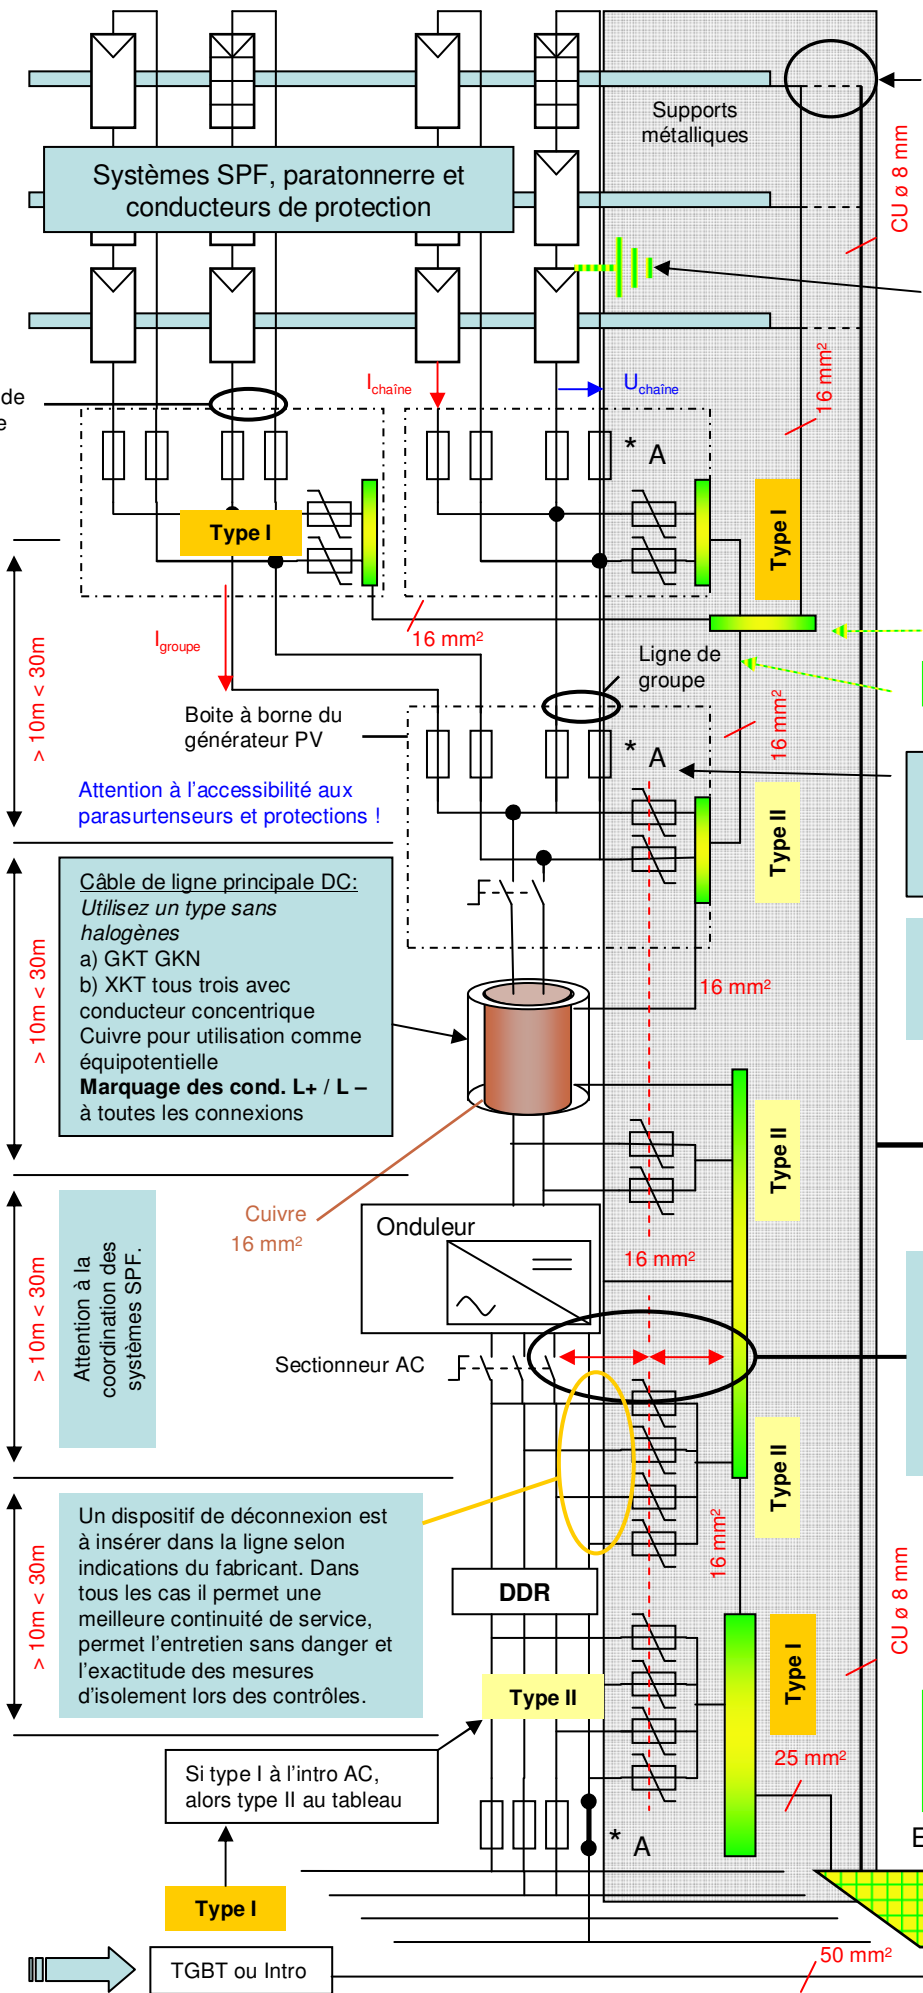 Supports
métalliques
CU ø 8 mm
Systèmes SPF, paratonnerre et
conducteurs de protection
16 mm²
Ichaîne
Uchaîne
de
e
* A
Type I
Type I
> 10m < 30m
Igroupe
16 mm²
Ligne de
groupe
Boite à borne du
générateur PV
16 mm²
* A
Attention à l'accessibilité aux
parasurtenseurs et protections !
Type II
> 10m < 30m
Câble de ligne principale DC:
Utilisez un type sans
halogènes
a) GKT GKN
b) XKT tous trois avec
conducteur concentrique
Cuivre pour utilisation comme
équipotentielle
Marquage des cond. L+ / L –
à toutes les connexions
16 mm²
Type II
Cuivre
16 mm²
Onduleur
16 mm²
> 10m < 30m
Attention à la
coordination des
systèmes SPF.
Sectionneur AC
Type II
> 10m < 30m
Un dispositif de déconnexion est
à insérer dans la ligne selon
indications du fabricant. Dans
tous les cas il permet une
meilleure continuité de service,
permet l'entretien sans danger et
l'exactitude des mesures
d'isolement lors des contrôles.
16 mm²
DDR
CU ø 8 mm
Type I
Type II
25 mm²
Si type I à l'intro AC,
alors type II au tableau
* A
E
Type I
TGBT ou Intro
50 mm²